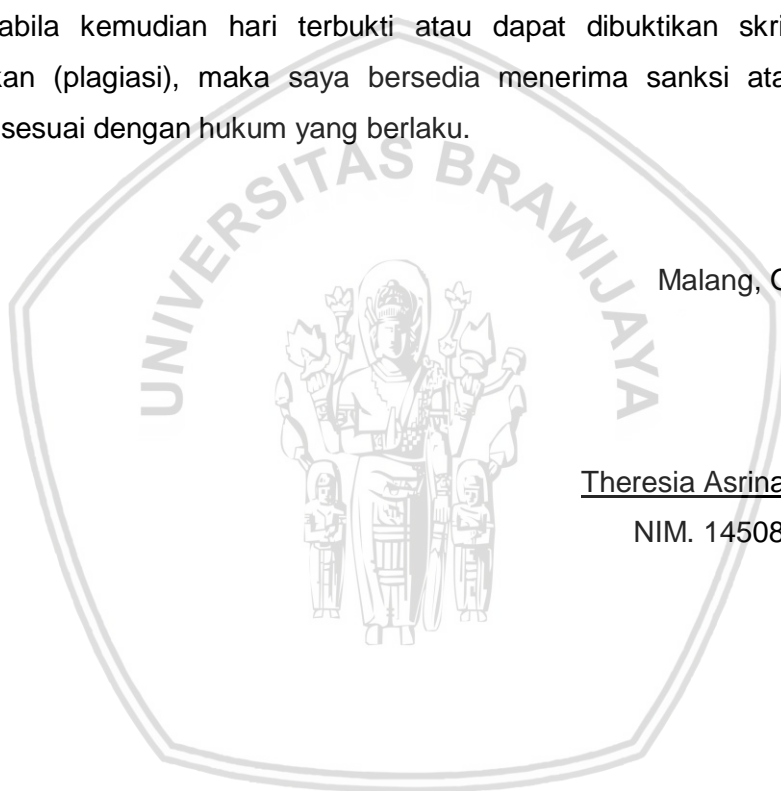 abila kemudian hari terbukti atau dapat dibuktikan skri
kan (plagiasi), maka saya bersedia menerima sanksi ata
sesuai dengan hukum yang berlaku.
UNIVERSITAS BRAWIJAYA
Malang, O
Theresia Asrina
NIM. 14508